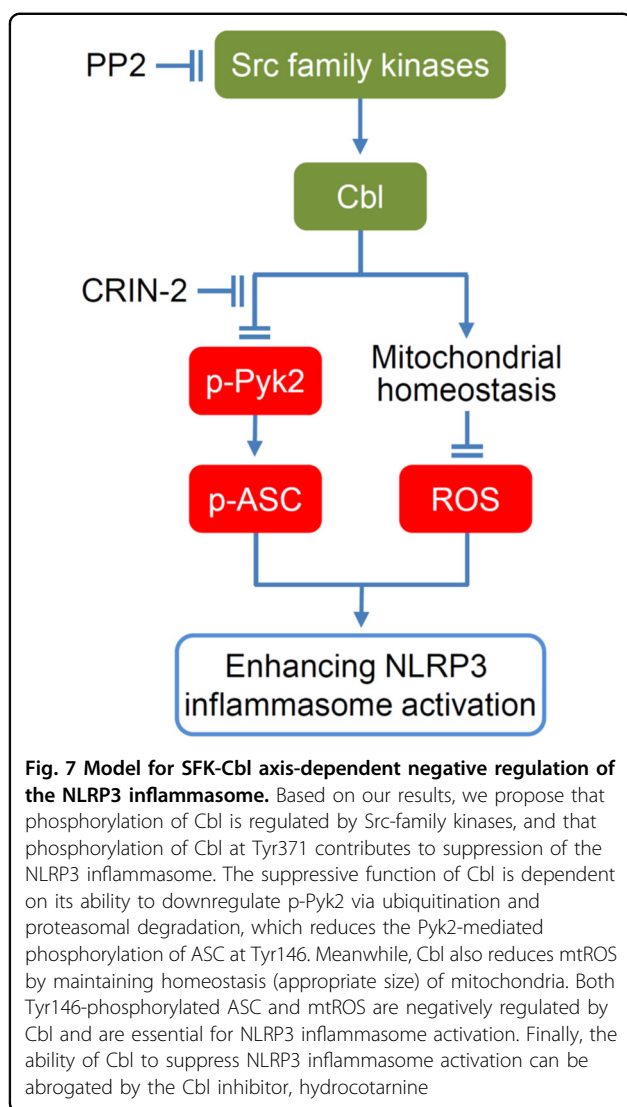 PP2
Src family kinases
Cbl
CRIN-2
p-Pyk2
Mitochondrial
homeostasis
p-ASC
ROS
Enhancing NLRP3
inflammasome activation
Fig. 7 Model for SFK-Cbl axis-dependent negative regulation of
the NLRP3 inflammasome. Based on our results, we propose that
phosphorylation of Cbl is regulated by Src-family kinases, and that
phosphorylation of Cbl at Tyr371 contributes to suppression of the
NLRP3 inflammasome. The suppressive function of Cbl is dependent
on its ability to downregulate p-Pyk2 via ubiquitination and
proteasomal degradation, which reduces the Pyk2-mediated
phosphorylation of ASC at Tyr146. Meanwhile, Cbl also reduces mtROS
by maintaining homeostasis (appropriate size) of mitochondria. Both
Tyr146-phosphorylated ASC and mtROS are negatively regulated by
Cbl and are essential for NLRP3 inflammasome activation. Finally, the
ability of Cbl to suppress NLRP3 inflammasome activation can be
abrogated by the Cbl inhibitor, hydrocotarnine